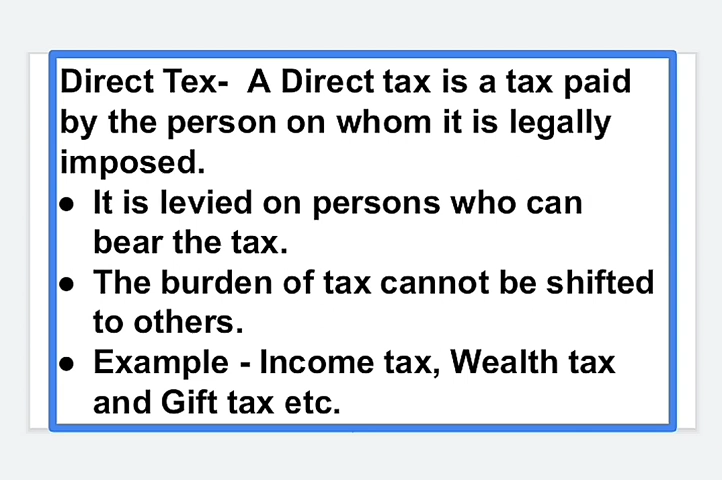 Direct Tex-  A Direct tax is a tax paid
by the person on whom it is legally
imposed.
● It is levied on persons who can
bear the tax.
● The burden of tax cannot be shifted
to others.
● Example - Income tax, Wealth tax
and Gift tax etc.